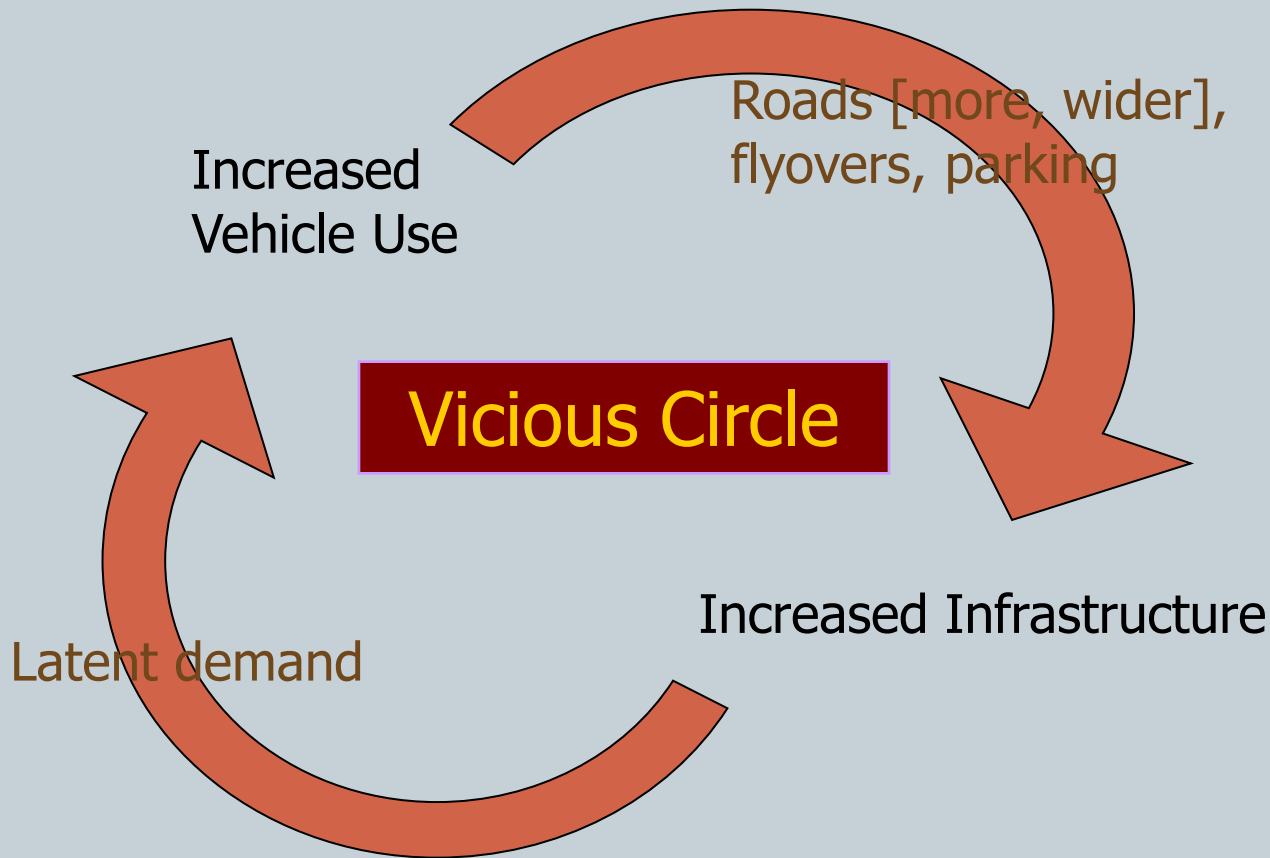 Roads [more, wider],
flyovers, parking
Increased
Vehicle Use
Vicious Circle
Increased Infrastructure
Latent demand